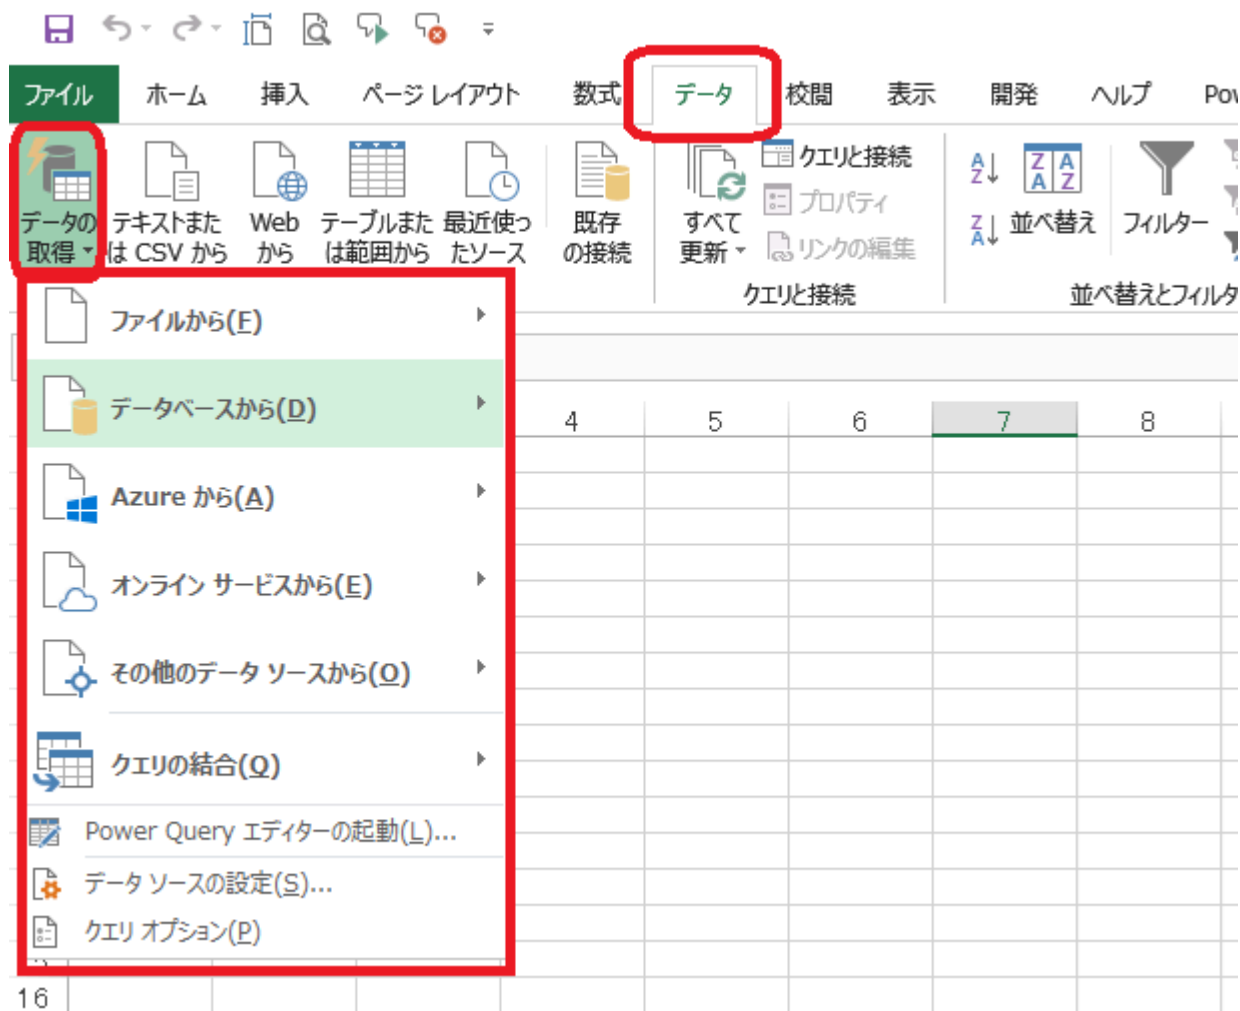 ファイル ホーム 挿入 ページ レイアウト 数式 データ 校閲 表示 開発 ヘルプ
データの 取得
テキストまた は CSV から
Web から
テーブルまた は範囲から
最近使っ たソース
既存 の接続
すべて 更新
クエリと接続
プロパティ
リンクの編集
並べ替え
フィルター
クエリと接続
並べ替えとフィルタ
ファイルから(F)
データベースから(D)
Azure から(A)
オンライン サービスから(E)
その他のデータ ソースから(O)
クエリの結合(Q)
Power Query エディターの起動(L)...
データ ソースの設定(S)...
クエリ オプション(P)
4 5 6 7 8
16